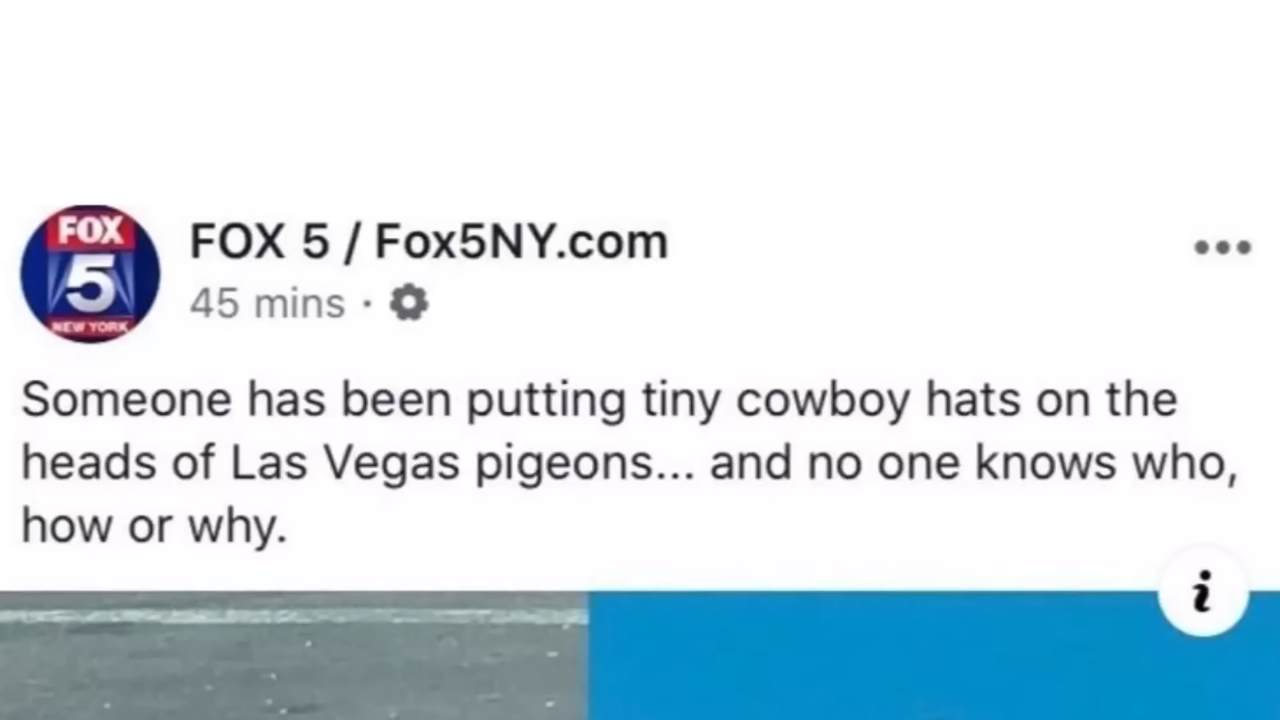 FOX
5
NEW YORK
FOX 5 / Fox5NY.com
45 mins ·
Someone has been putting tiny cowboy hats on the
heads of Las Vegas pigeons... and no one knows who,
how or why.
i